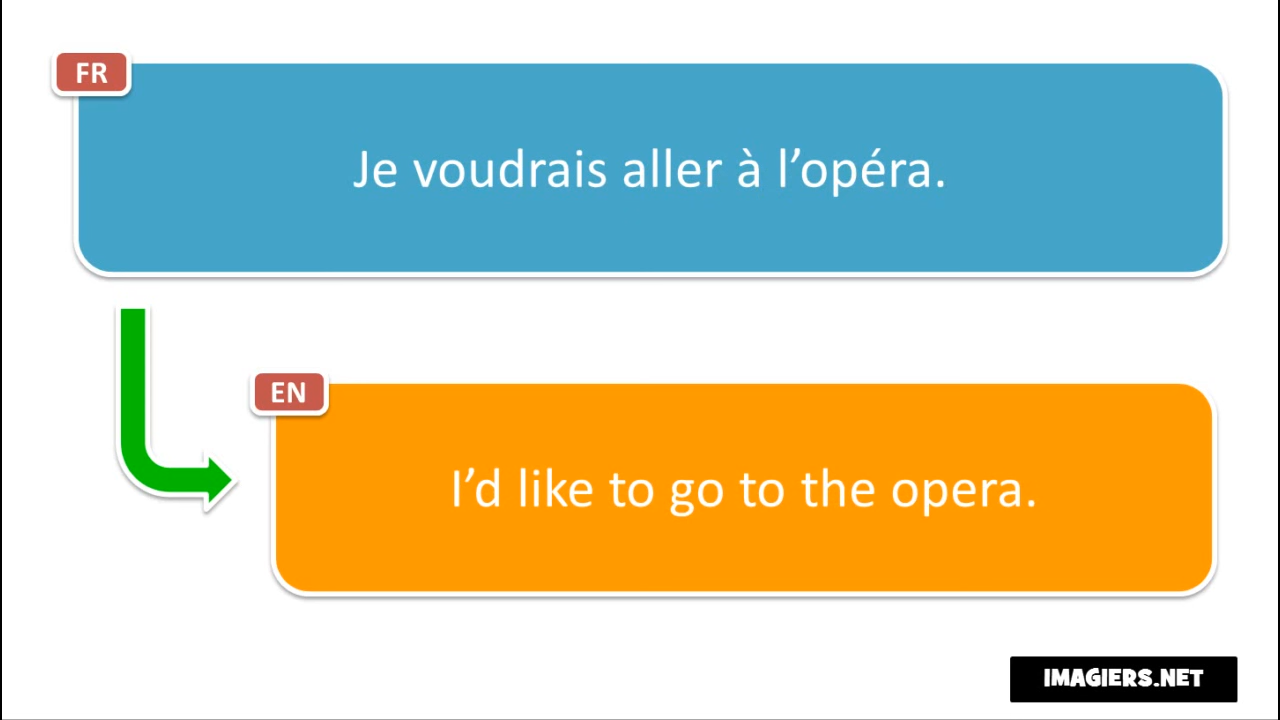 FR
Je voudrais aller à l’opéra.
EN
I’d like to go to the opera.
IMAGIERS.NET